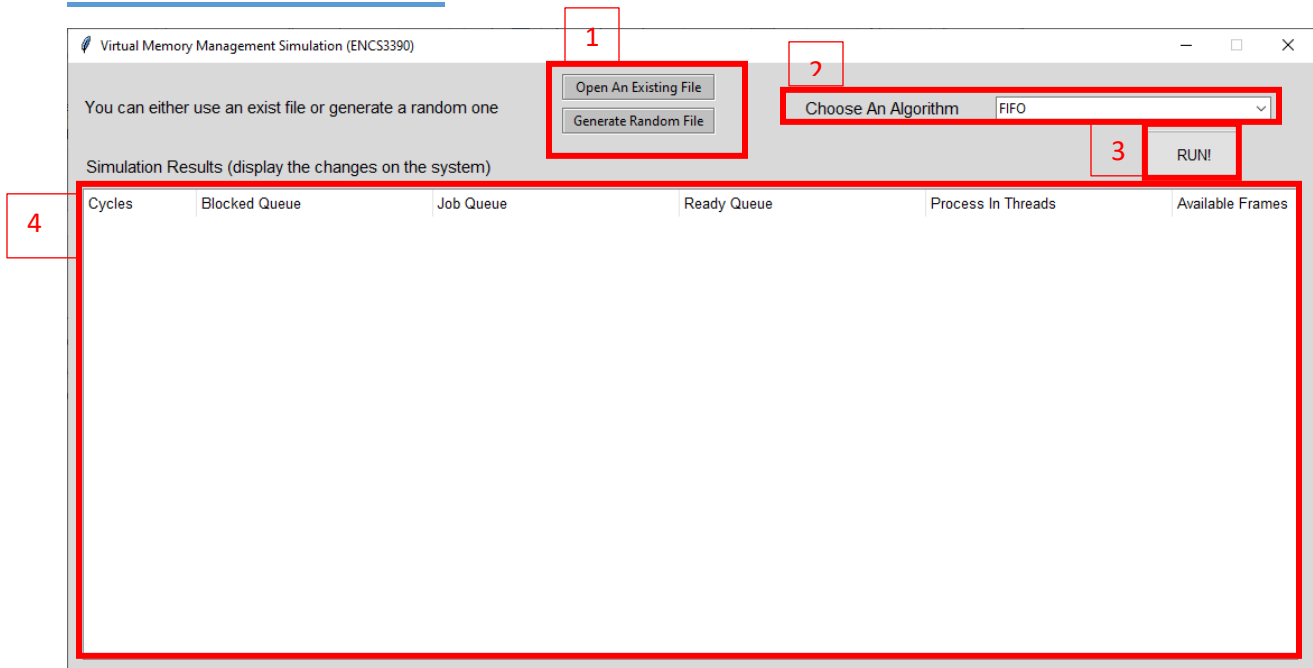 1
Virtual Memory Management Simulation (ENCS3390)
2
Open An Existing File
You can either use an exist file or generate a random one
Choose An Algorithm FIFO
Generate Random File
3
RUN!
Simulation Results (display the changes on the system)
4
Cycles Blocked Queue Job Queue Ready Queue Process In Threads Available Frames